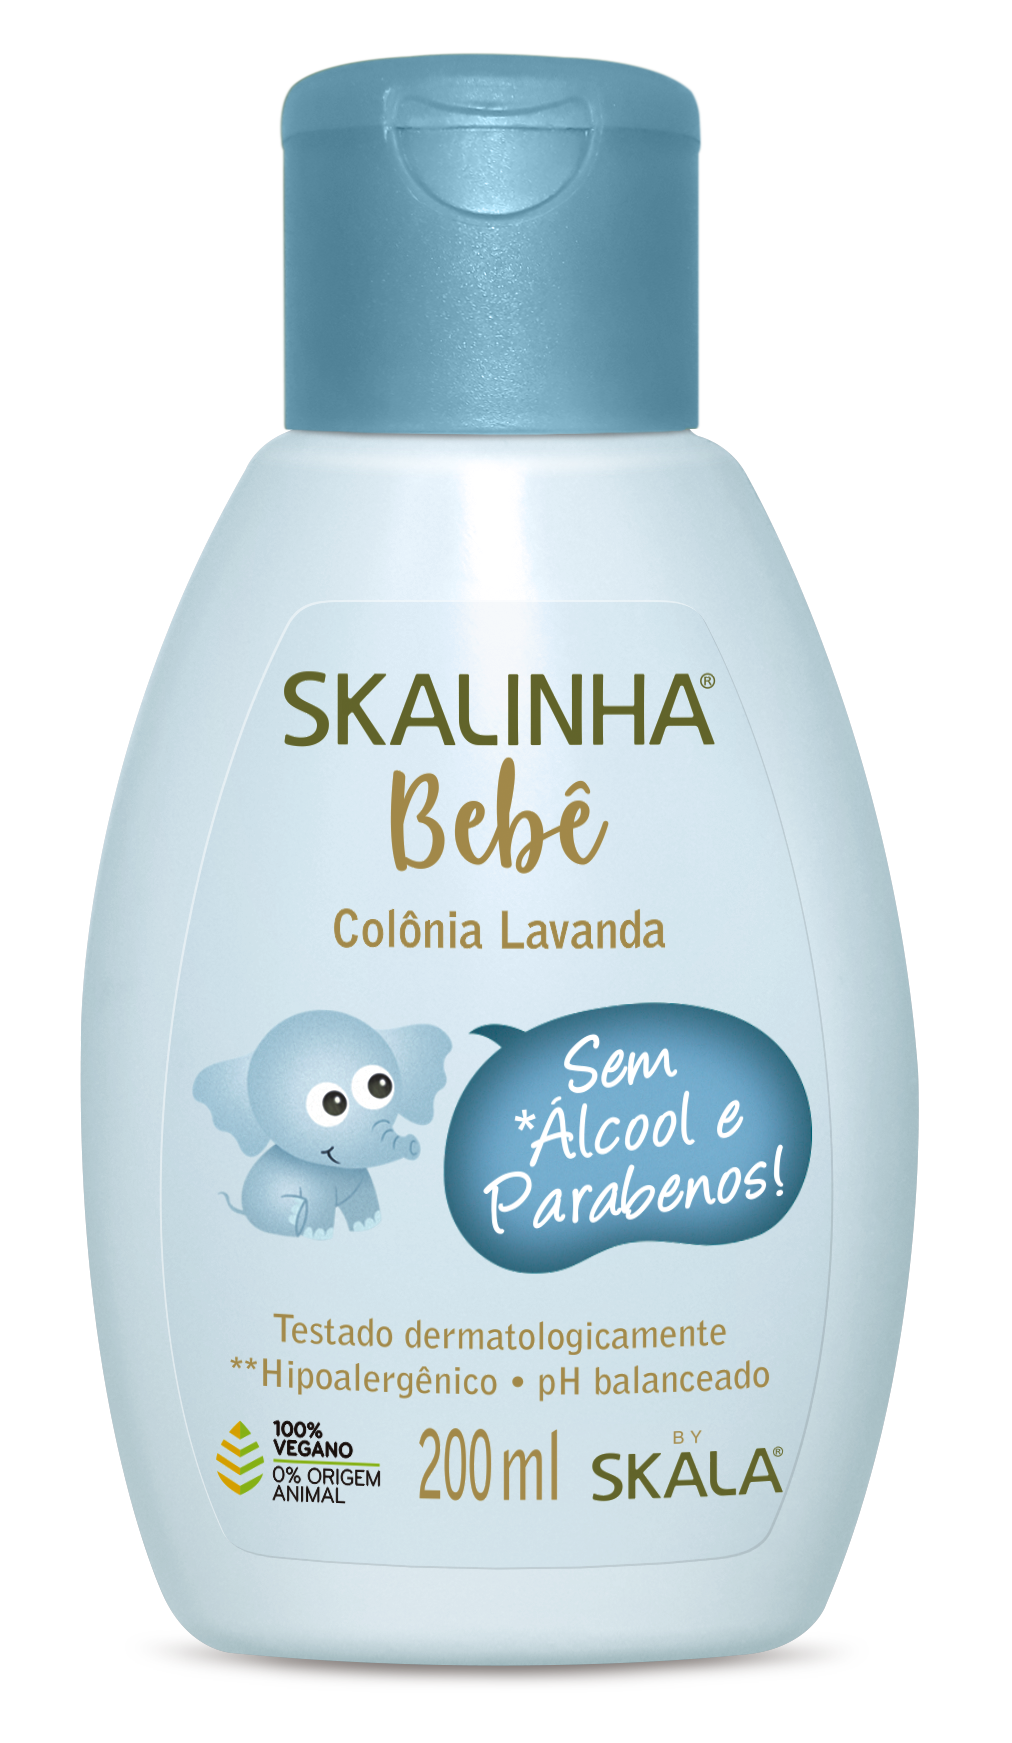 SKALINHA®
Bebê
Colônia Lavanda
Sem
*Álcool e
Parabenos!
Testado dermatologicamente
**Hipoalergênico • pH balanceado
100%
VEGANO
0% ORIGEM
ANIMAL
200ml
BY
SKALA®